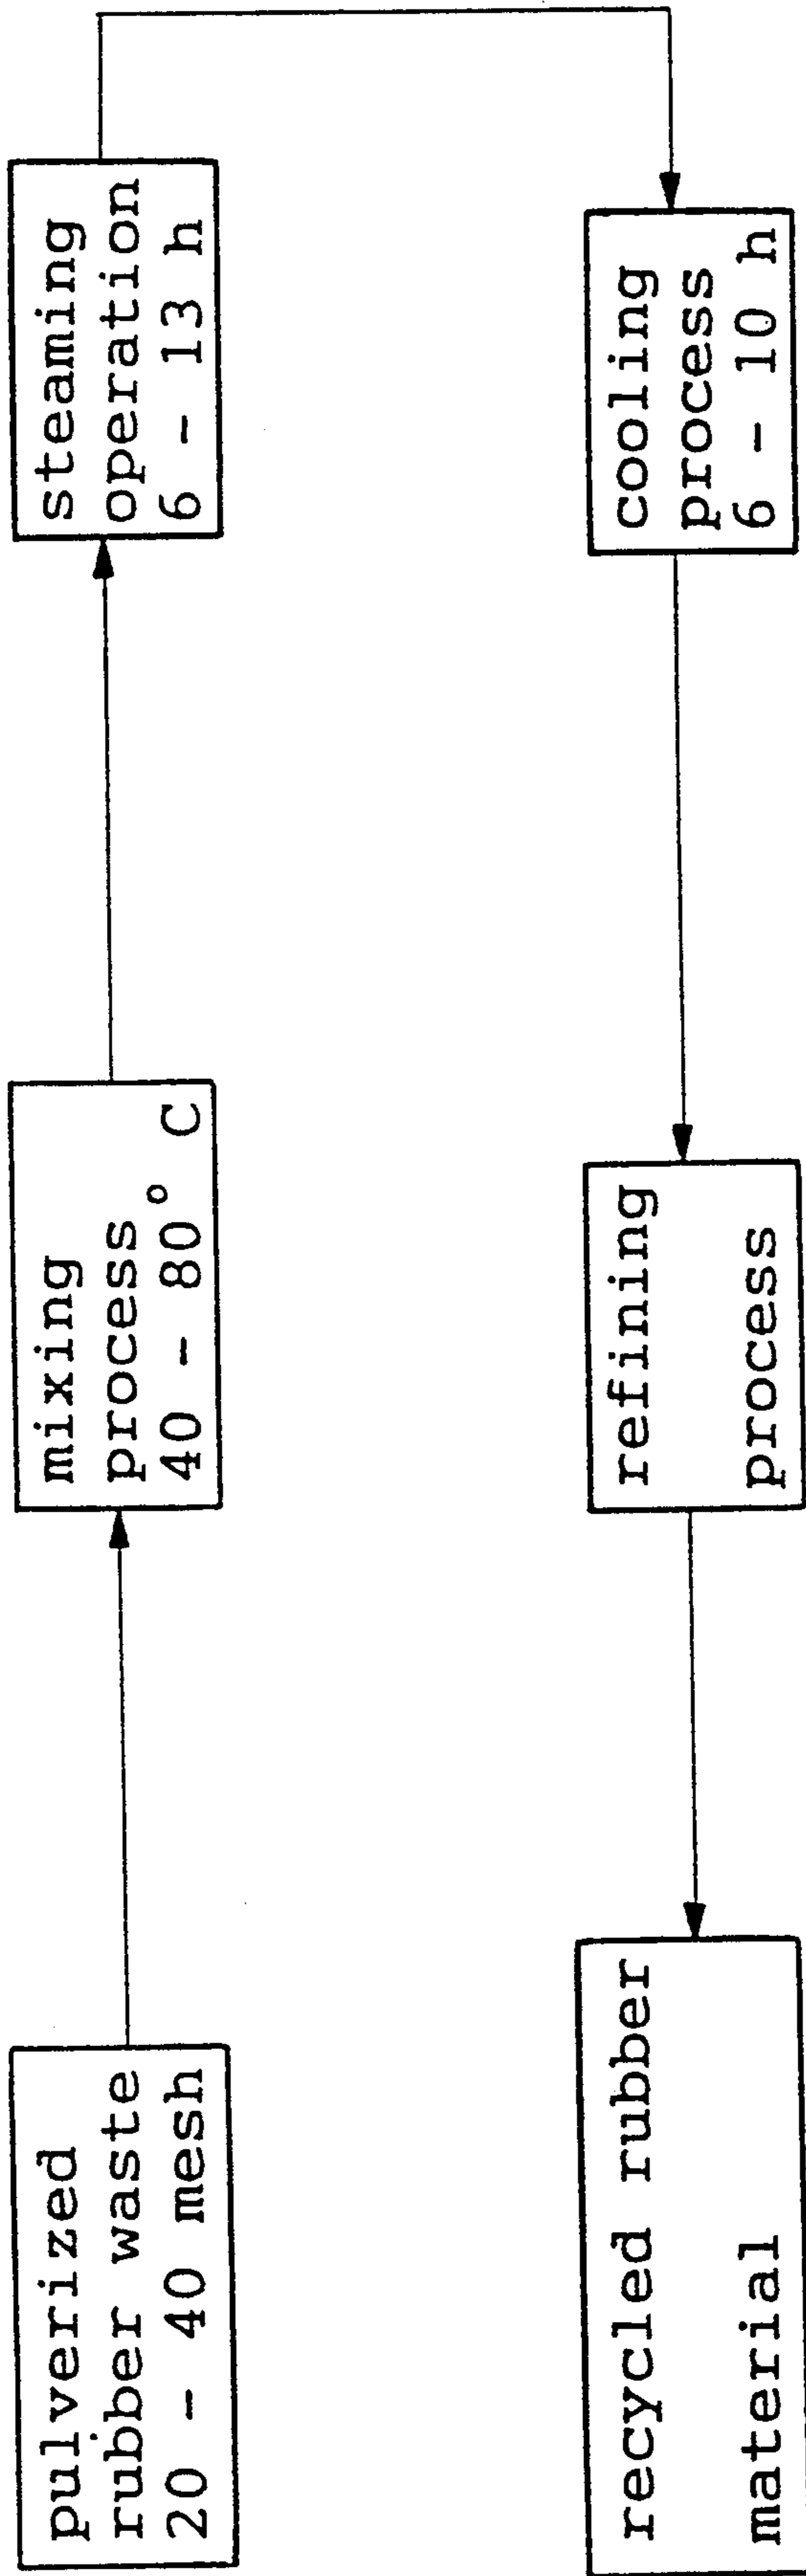 pulverized
rubber waste
20 - 40 mesh
mixing
process
40 - 80° C
steaming
operation
6 - 13 h
cooling
process
6 - 10 h
refining
process
recycled rubber
material